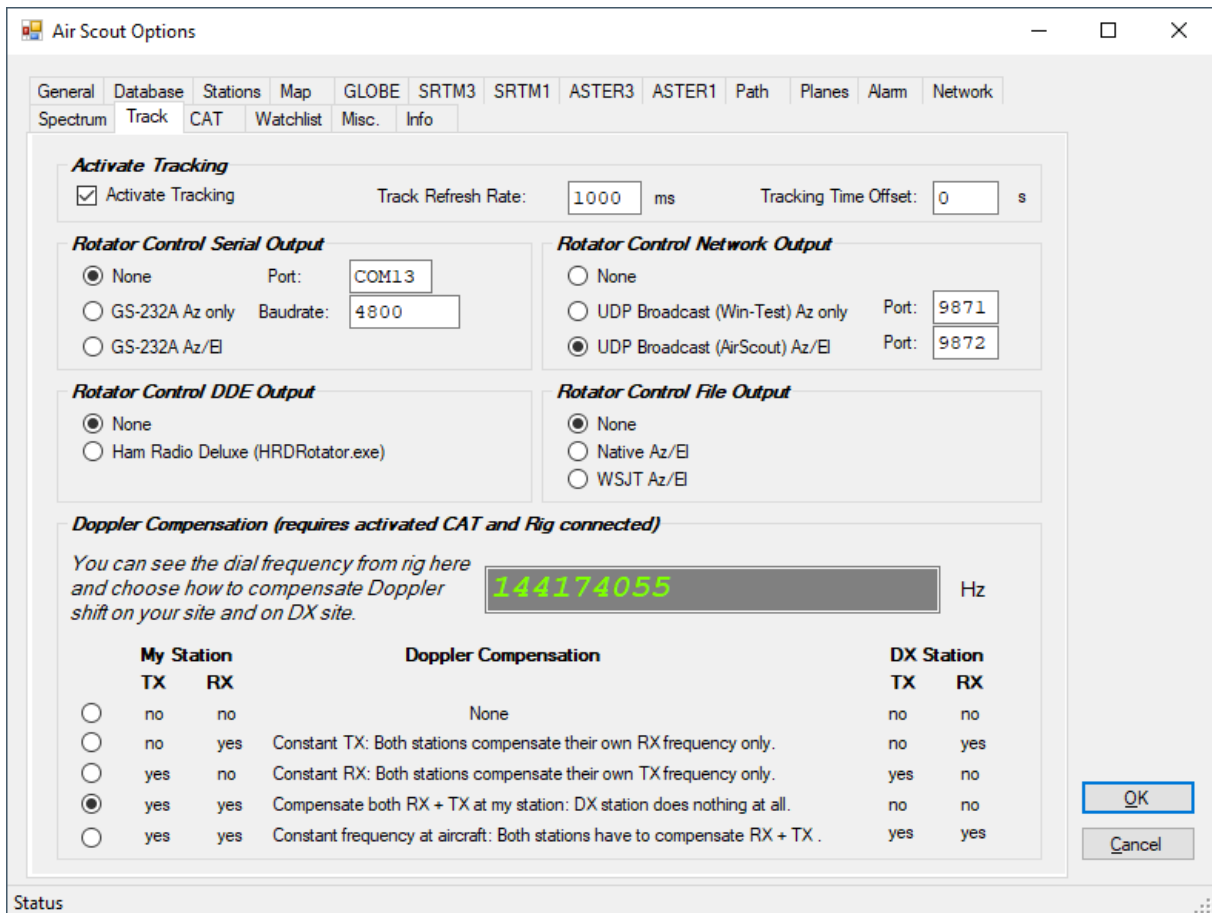 Air Scout Options
General Database Stations Map GLOBE SRTM3 SRTM1 ASTER3 ASTER1 Path Planes Alarm Network
Spectrum Track CAT Watchlist Misc. Info
Activate Tracking
Activate Tracking Track Refresh Rate: 1000 ms Tracking Time Offset: 0 s
Rotator Control Serial Output
None Port: COM13
GS-232A Az only Baudrate: 4800
GS-232A Az/El
Rotator Control Network Output
None
UDP Broadcast (Win-Test) Az only Port: 9871
UDP Broadcast (AirScout) Az/El Port: 9872
Rotator Control DDE Output
None
Ham Radio Deluxe (HRDRotator.exe)
Rotator Control File Output
None
Native Az/El
WSJT Az/El
Doppler Compensation (requires activated CAT and Rig connected)
You can see the dial frequency from rig here
and choose how to compensate Doppler
shift on your site and on DX site.
144174055 Hz
My Station Doppler Compensation DX Station
TX RX TX RX
no no None no no
no yes Constant TX: Both stations compensate their own RX frequency only. no yes
yes no Constant RX: Both stations compensate their own TX frequency only. yes no
yes yes Compensate both RX + TX at my station: DX station does nothing at all. no no
yes yes Constant frequency at aircraft: Both stations have to compensate RX + TX . yes yes
OK
Cancel
Status